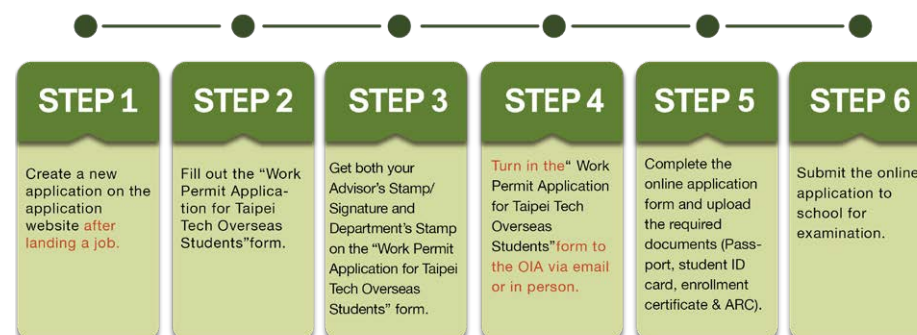 STEP 1
Create a new
application on the
application
website after
landing a job.
STEP 2
Fill out the “Work
Permit Applica-
tion for Taipei
Tech Overseas
Students”form.
STEP 3
Get both your
Advisor’s Stamp/
Signature and
Department’s Stamp
on the “Work Permit
Application for Taipei
Tech Overseas
Students” form.
STEP 4
Turn in the“ Work
Permit Application
for Taipei Tech
Overseas
Students”form to
the OIA via email
or in person.
STEP 5
Complete the
online application
form and upload
the required
documents (Pass-
port, student ID
card, enrollment
certificate & ARC).
STEP 6
Submit the online
application to
school for
examination.